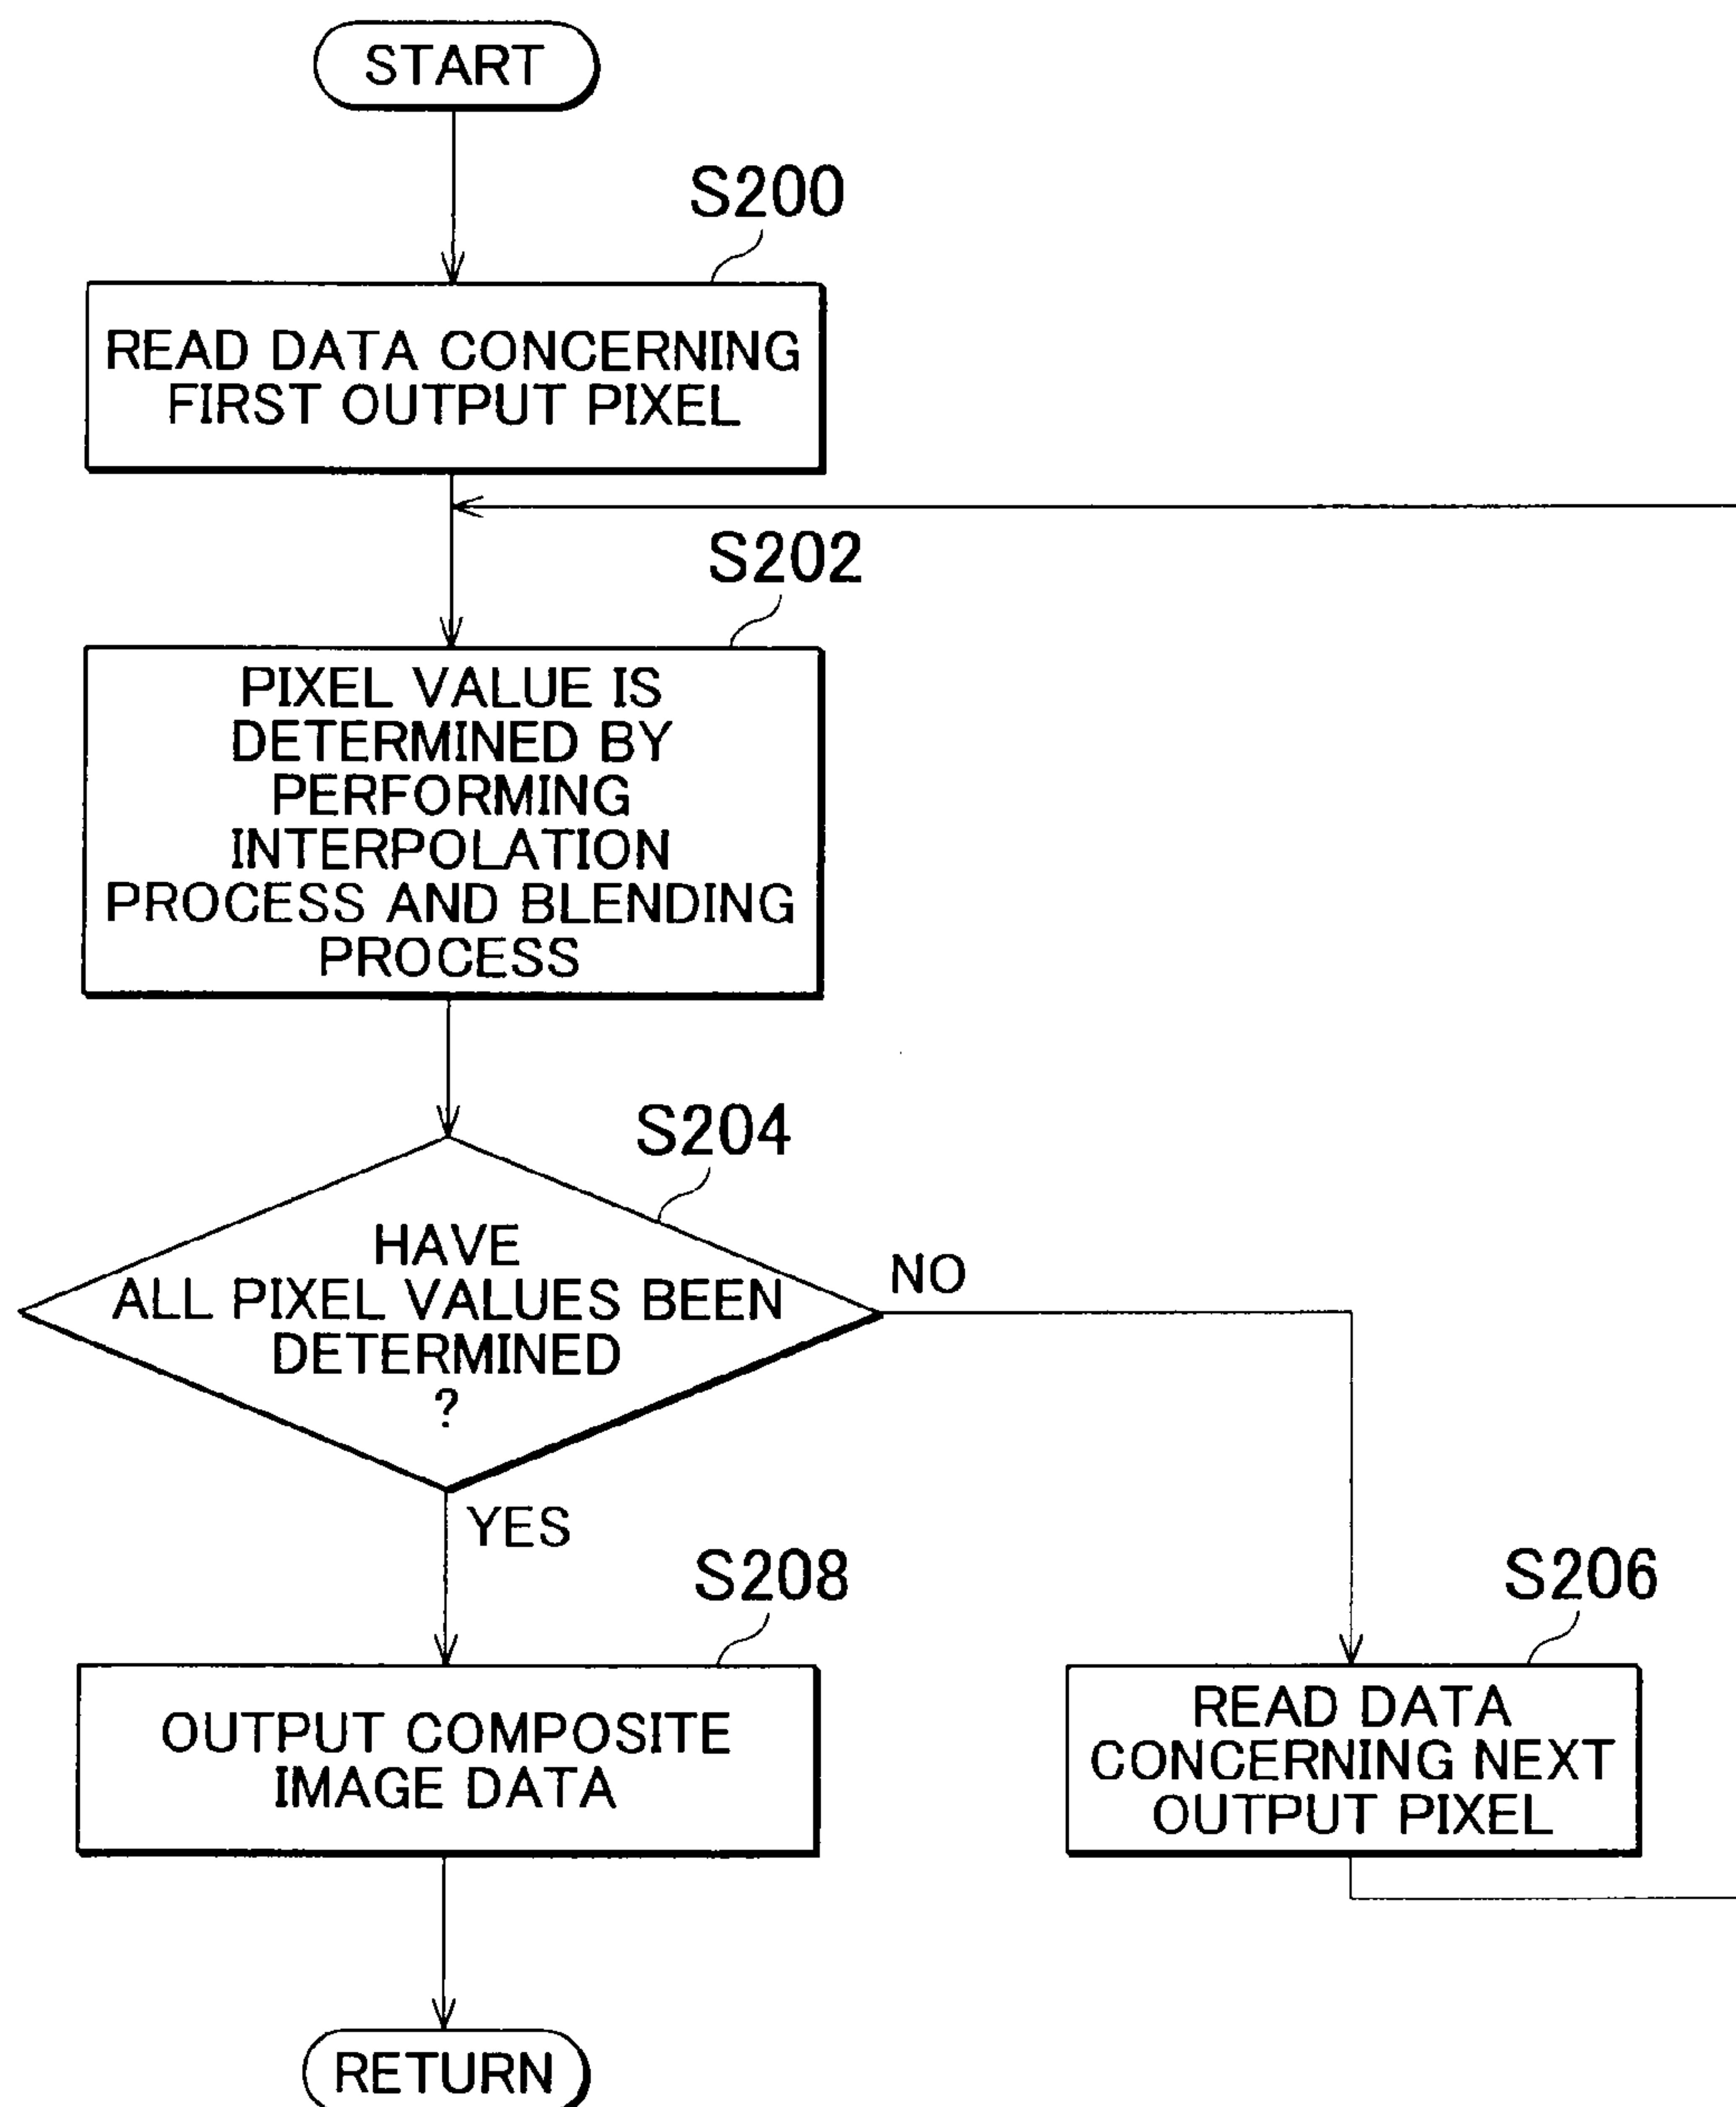 START
S200
READ DATA CONCERNING
FIRST OUTPUT PIXEL
S202
PIXEL VALUE IS
DETERMINED BY
PERFORMING
INTERPOLATION
PROCESS AND BLENDING
PROCESS
S204
HAVE
ALL PIXEL VALUES BEEN
DETERMINED
?
NO
YES
S208
OUTPUT COMPOSITE
IMAGE DATA
S206
READ DATA
CONCERNING NEXT
OUTPUT PIXEL
RETURN